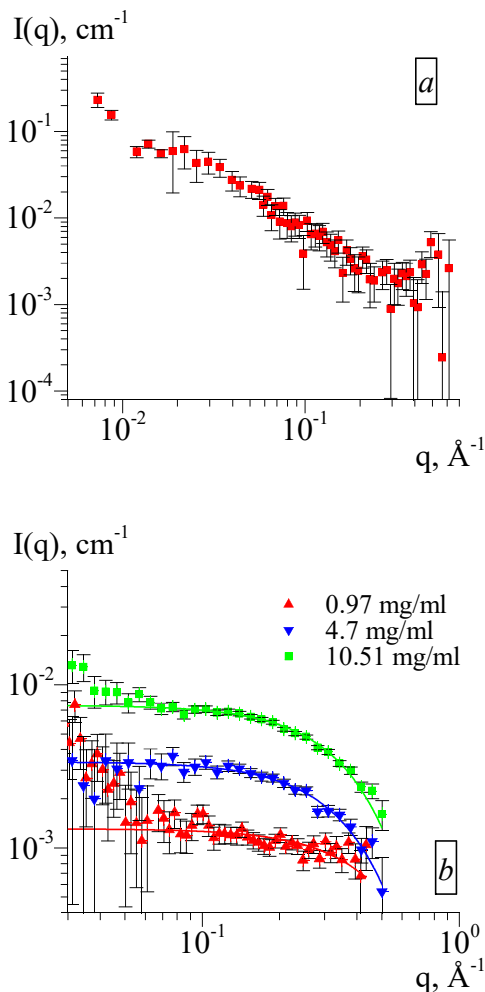 I(q), cm⁻¹
a
10⁻¹
10⁻²
10⁻³
10⁻⁴
10⁻² 10⁻¹
q, Å⁻¹
I(q), cm⁻¹
0.97 mg/ml
4.7 mg/ml
10.51 mg/ml
10⁻²
10⁻³
b
10⁻¹ 10⁰
q, Å⁻¹